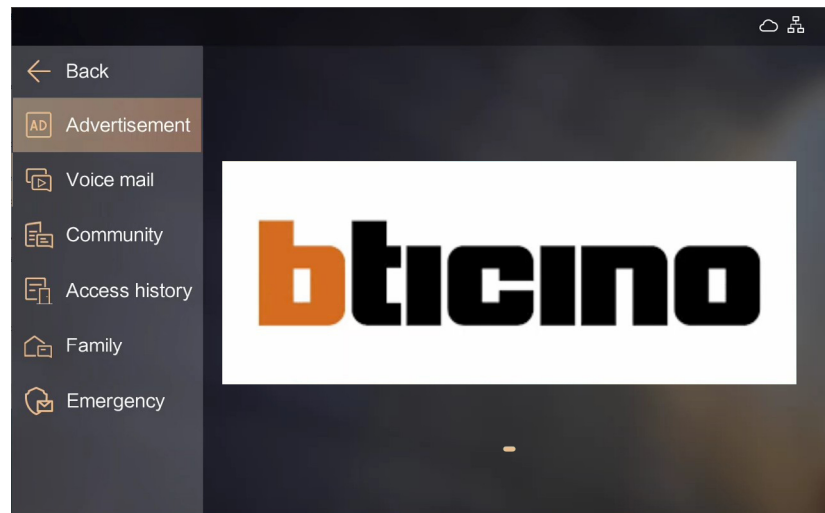 Back
AD Advertisement
Voice mail
Community
Access history
Family
Emergency
bticino